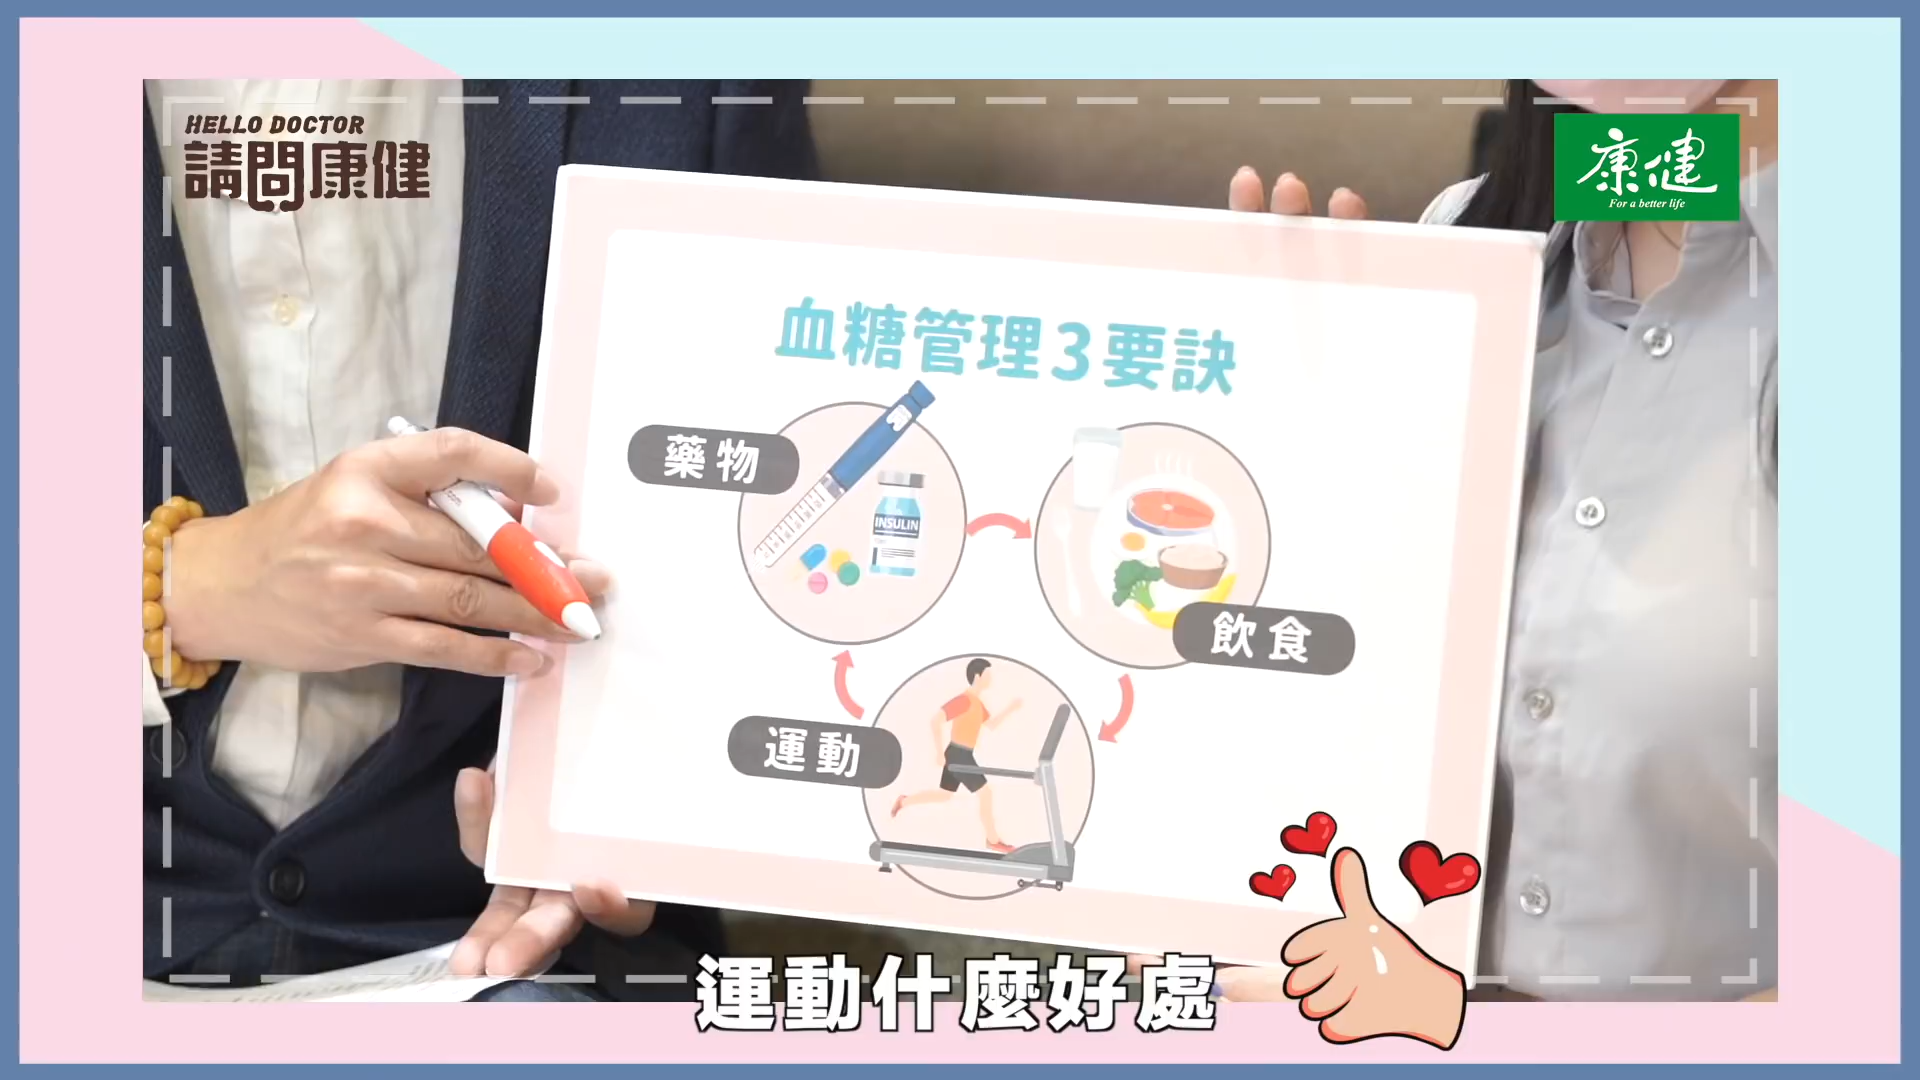 HELLO DOCTOR
請問康健
康健
For a better life
血糖管理3要訣
藥物
INSULIN
飲食
運動
運動什麼好處